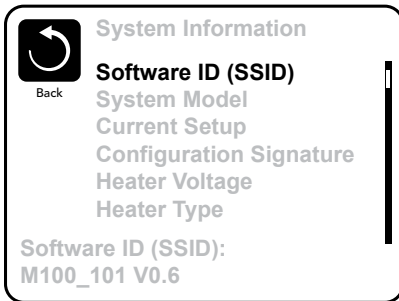 System Information
Back
Software ID (SSID)
System Model
Current Setup
Configuration Signature
Heater Voltage
Heater Type
Software ID (SSID):
M100_101 V0.6